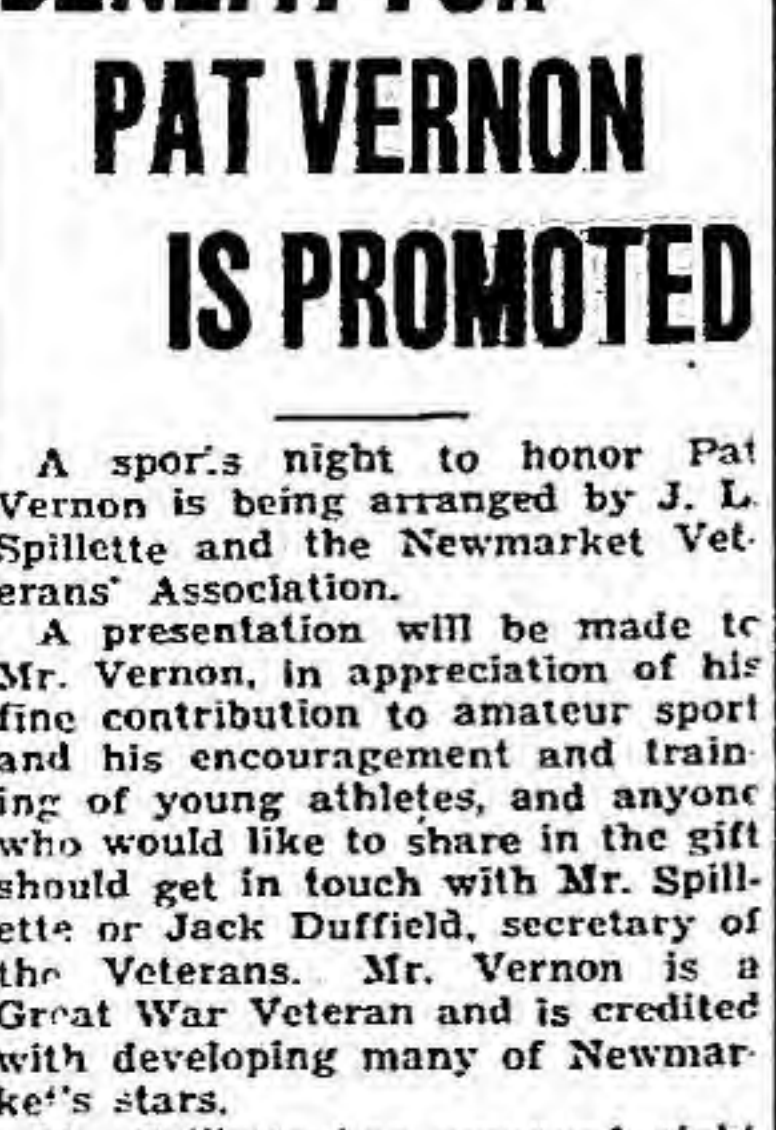 BENEFIT FOR
PAT VERNON
IS PROMOTED
A sports night to honor Pat
Vernon is being arranged by J. L.
Spillette and the Newmarket Vet-
erans' Association.
A presentation will be made to
Mr. Vernon, in appreciation of his
fine contribution to amateur sport
and his encouragement and train-
ing of young athletes, and anyone
who would like to share in the gift
should get in touch with Mr. Spill-
ette or Jack Duffield, secretary of
the Veterans. Mr. Vernon is a
Great War Veteran and is credited
with developing many of Newmar-
ket's stars.